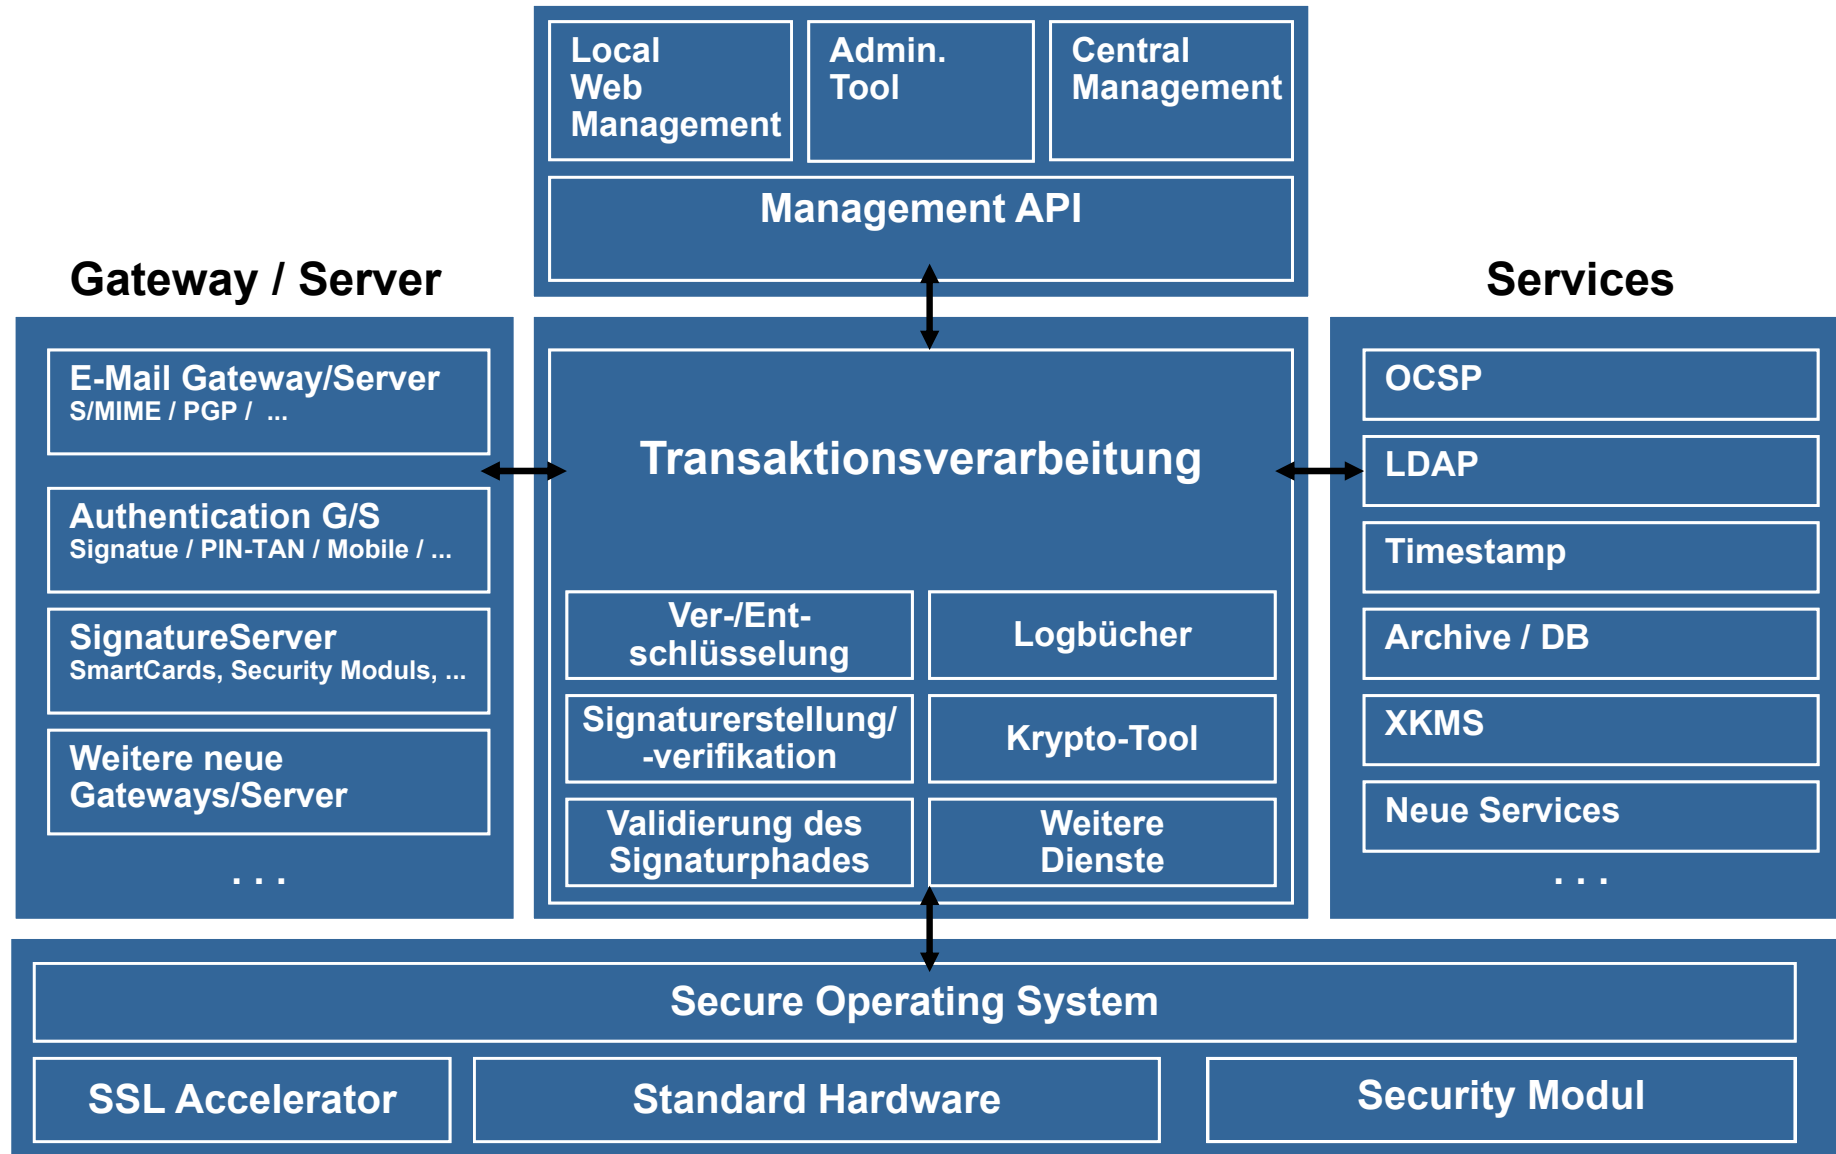 Local
Web
Management
Admin.
Tool
Central
Management
Management API
Gateway / Server
Services
E-Mail Gateway/Server
S/MIME / PGP /  ...
Authentication G/S
Signatue / PIN-TAN / Mobile / ...
SignatureServer
SmartCards, Security Moduls, ...
Weitere neue
Gateways/Server
. . .
Transaktionsverarbeitung
Ver-/Ent-
schlüsselung
Logbücher
Signaturerstellung/
-verifikation
Krypto-Tool
Validierung des
Signaturphades
Weitere
Dienste
OCSP
LDAP
Timestamp
Archive / DB
XKMS
Neue Services
. . .
Secure Operating System
SSL Accelerator
Standard Hardware
Security Modul